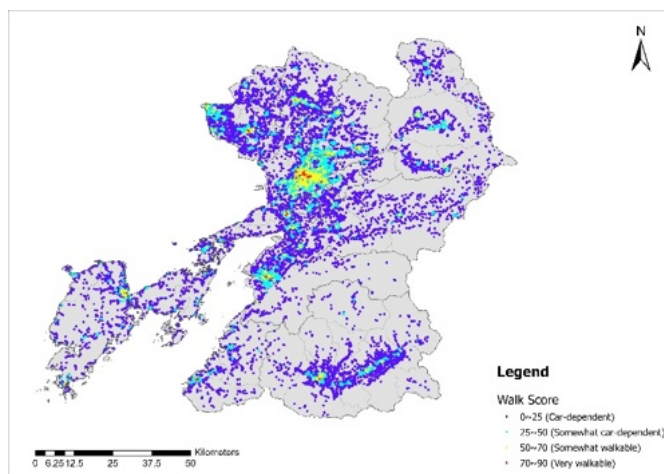 N
Legend
Walk Score
0~25 (Car-dependent)
25~50 (Somewhat car-dependent)
50~70 (Somewhat walkable)
70~90 (Very walkable)
Kilometers
0 6.25 12.5 25 37.5 50